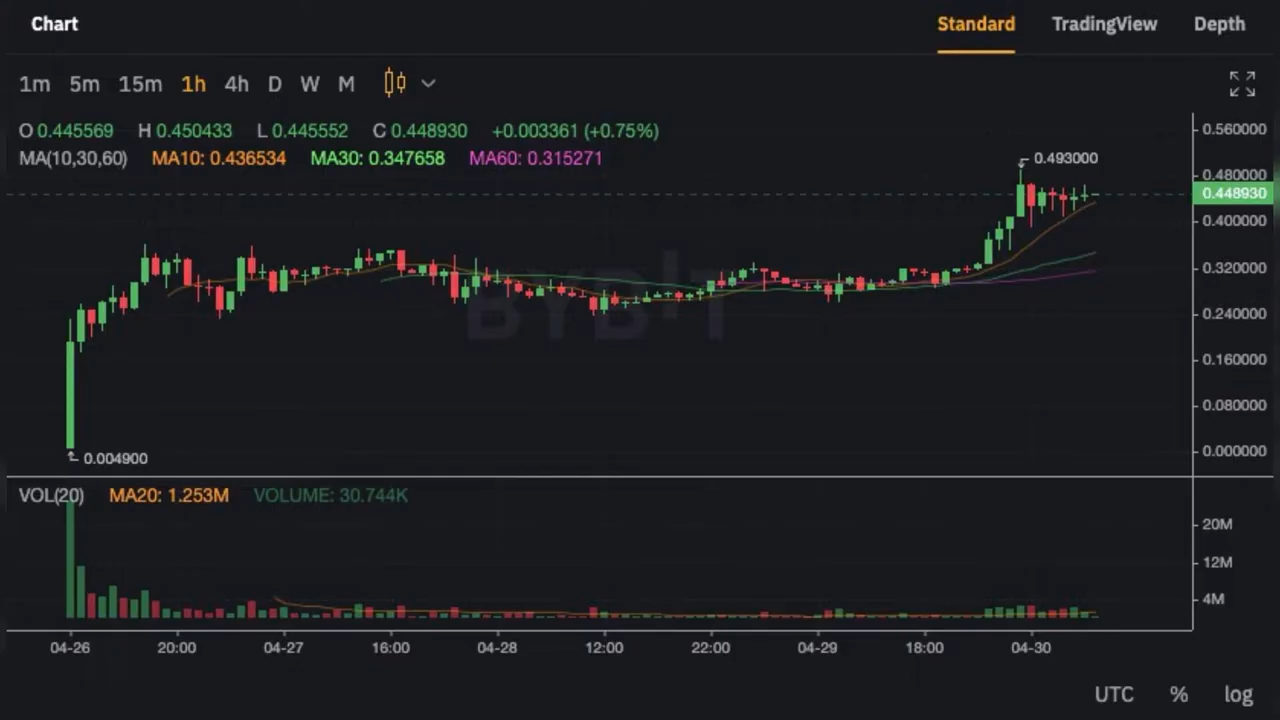 Chart Standard TradingView Depth
1m 5m 15m 1h 4h D W M
O 0.445569 H 0.450433 L 0.445552 C 0.448930 +0.003361 (+0.75%)
MA(10,30,60) MA10: 0.436534 MA30: 0.347658 MA60: 0.315271
0.560000
0.493000
0.480000
0.448930
0.400000
0.320000
BYBIT
0.240000
0.160000
0.080000
0.000000
0.004900
VOL(20) MA20: 1.253M VOLUME: 30.744K
20M
12M
4M
04-26 20:00 04-27 16:00 04-28 12:00 22:00 04-29 18:00 04-30
UTC % log